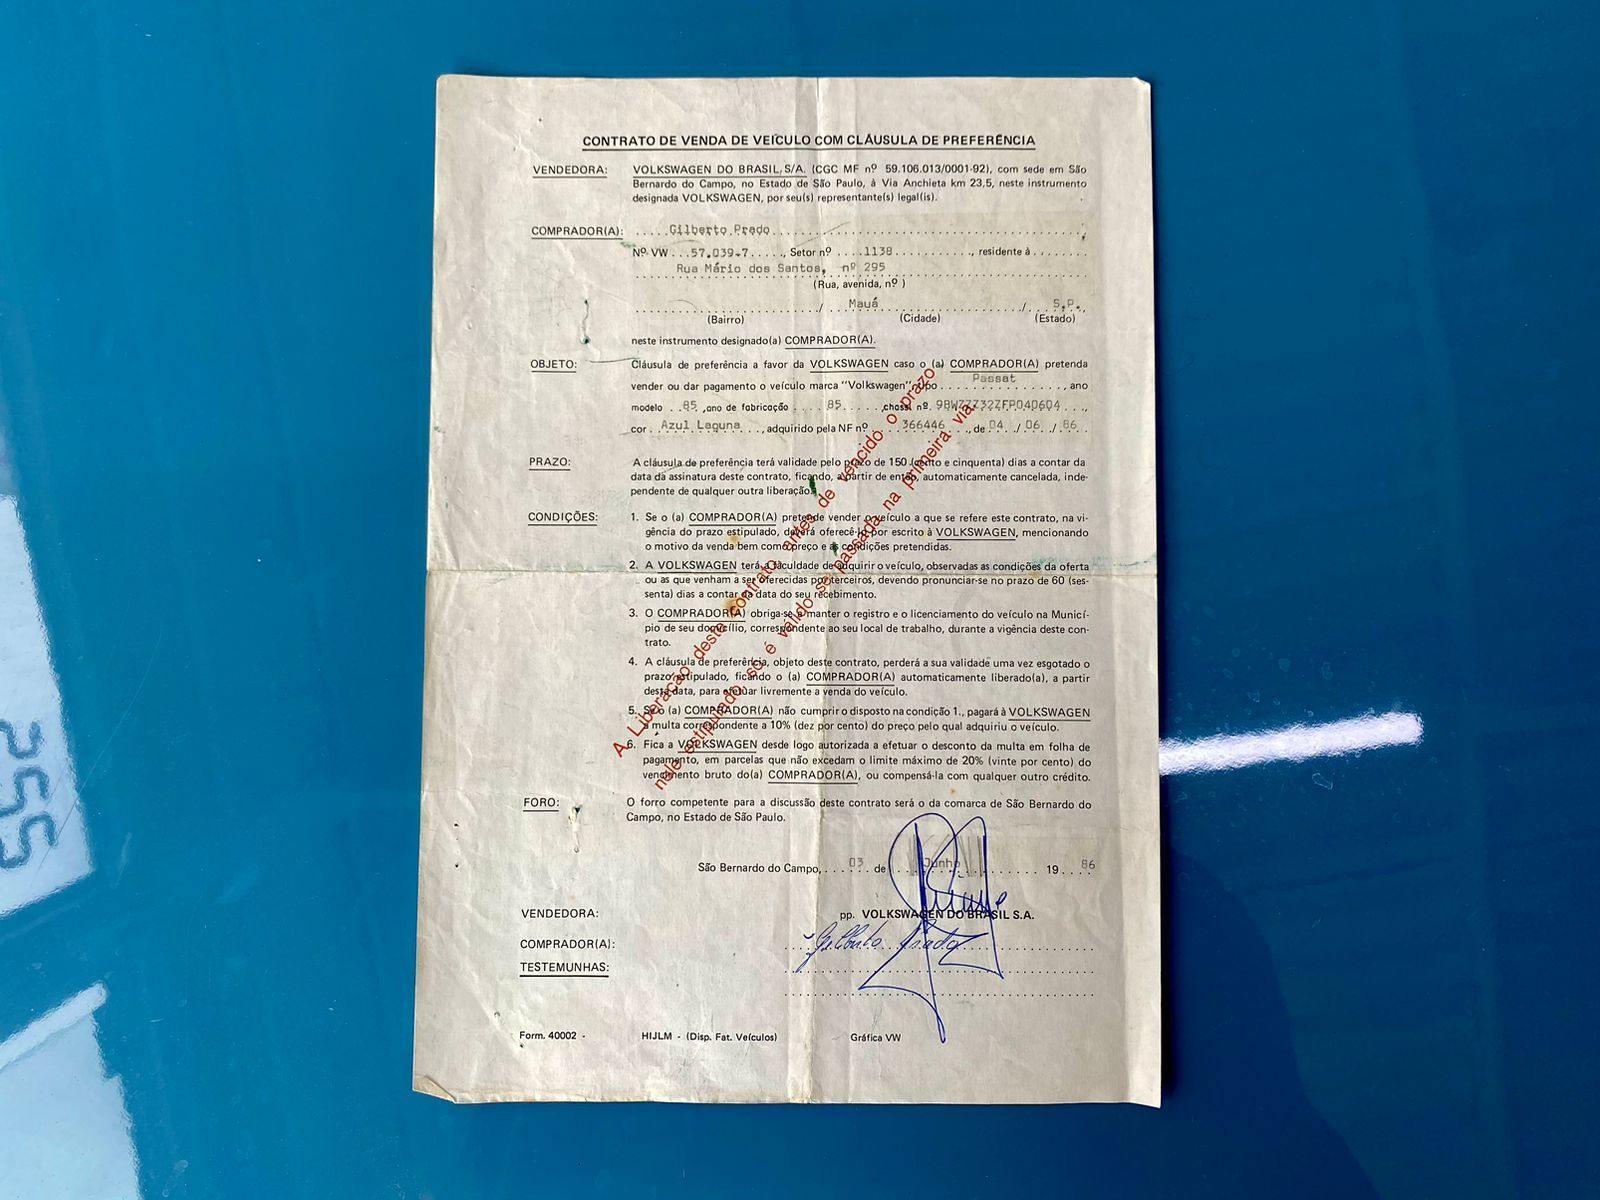 CONTRATO DE VENDA DE VEÍCULO COM CLÁUSULA DE PREFERÊNCIA
VENDEDORA: VOLKSWAGEN DO BRASIL, S/A. (CGC MF nº 59.106.013/0001-92), com sede em São
Bernardo do Campo, no Estado de São Paulo, à Via Anchieta km 23,5, neste instrumento
designada VOLKSWAGEN, por seu(s) representante(s) legal(is).
COMPRADOR(A): Gilberto Prado
Nº VW 57.039-7, Setor nº 1138, residente à
Rua Mário dos Santos, nº 295
(Rua, avenida, nº )
/ Mauá / S.P.,
(Bairro) (Cidade) (Estado)
neste instrumento designado(a) COMPRADOR(A).
OBJETO: Cláusula de preferência a favor da VOLKSWAGEN caso o (a) COMPRADOR(A) pretenda
vender ou dar pagamento o veículo marca "Volkswagen" tipo Passat, ano
modelo 85, ano de fabricação 85, chassi nº. 9BWZZZ32ZFP040604,
cor Azul Laguna, adquirido pela NF nº 366446, de 04 / 06 / 86.
PRAZO: A cláusula de preferência terá validade pelo prazo de 150 (cento e cinquenta) dias a contar da
data da assinatura deste contrato, ficando, a partir de então, automaticamente cancelada, inde-
pendente de qualquer outra liberação.
CONDIÇÕES: 1. Se o (a) COMPRADOR(A) pretende vender o veículo a que se refere este contrato, na vi-
gência do prazo estipulado, deverá oferecê-lo por escrito à VOLKSWAGEN, mencionando
o motivo da venda bem como preço e as condições pretendidas.
2. A VOLKSWAGEN terá a faculdade de adquirir o veículo, observadas as condições da oferta
ou as que venham a ser oferecidas por terceiros, devendo pronunciar-se no prazo de 60 (ses-
senta) dias a contar da data do seu recebimento.
3. O COMPRADOR(A) obriga-se a manter o registro e o licenciamento do veículo na Municí-
pio de seu domicílio, correspondente ao seu local de trabalho, durante a vigência deste con-
trato.
4. A cláusula de preferência, objeto deste contrato, perderá a sua validade uma vez esgotado o
prazo estipulado, ficando o (a) COMPRADOR(A) automaticamente liberado(a), a partir
desta data, para efetuar livremente a venda do veículo.
5. Se o (a) COMPRADOR(A) não cumprir o disposto na condição 1., pagará à VOLKSWAGEN
a multa correspondente a 10% (dez por cento) do preço pelo qual adquiriu o veículo.
6. Fica a VOLKSWAGEN desde logo autorizada a efetuar o desconto da multa em folha de
pagamento, em parcelas que não excedam o limite máximo de 20% (vinte por cento) do
vencimento bruto do(a) COMPRADOR(A), ou compensá-la com qualquer outro crédito.
A Liberação deste contrato antes de vencido o prazo
nele estipulado, só é válido se passada na primeira via.
FORO: O forro competente para a discussão deste contrato será o da comarca de São Bernardo do
Campo, no Estado de São Paulo.
São Bernardo do Campo, 03 de Junho 19 86
VENDEDORA: pp. VOLKSWAGEN DO BRASIL S.A.
COMPRADOR(A): Gilberto Prado
TESTEMUNHAS:
Form. 40002 - HIJLM - (Disp. Fat. Veículos) Gráfica VW
255